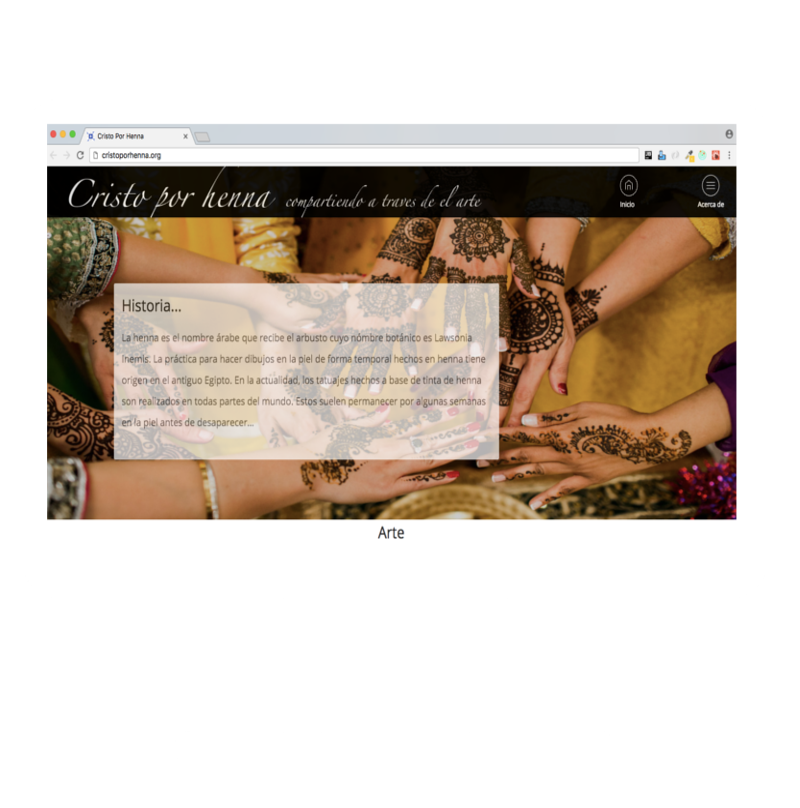 Cristo Por Henna
cristoporhenna.org
Cristo por henna compartiendo a traves de el arte
Inicio
Acerca de
Historia...
La henna es el nombre árabe que recibe el arbusto cuyo nómbre botánico es Lawsonia
Inemis. La práctica para hacer dibujos en la piel de forma temporal hechos en henna tiene
origen en el antiguo Egipto. En la actualidad, los tatuajes hechos a base de tinta de henna
son realizados en todas partes del mundo. Estos suelen permanecer por algunas semanas
en la piel antes de desaparecer...
Arte